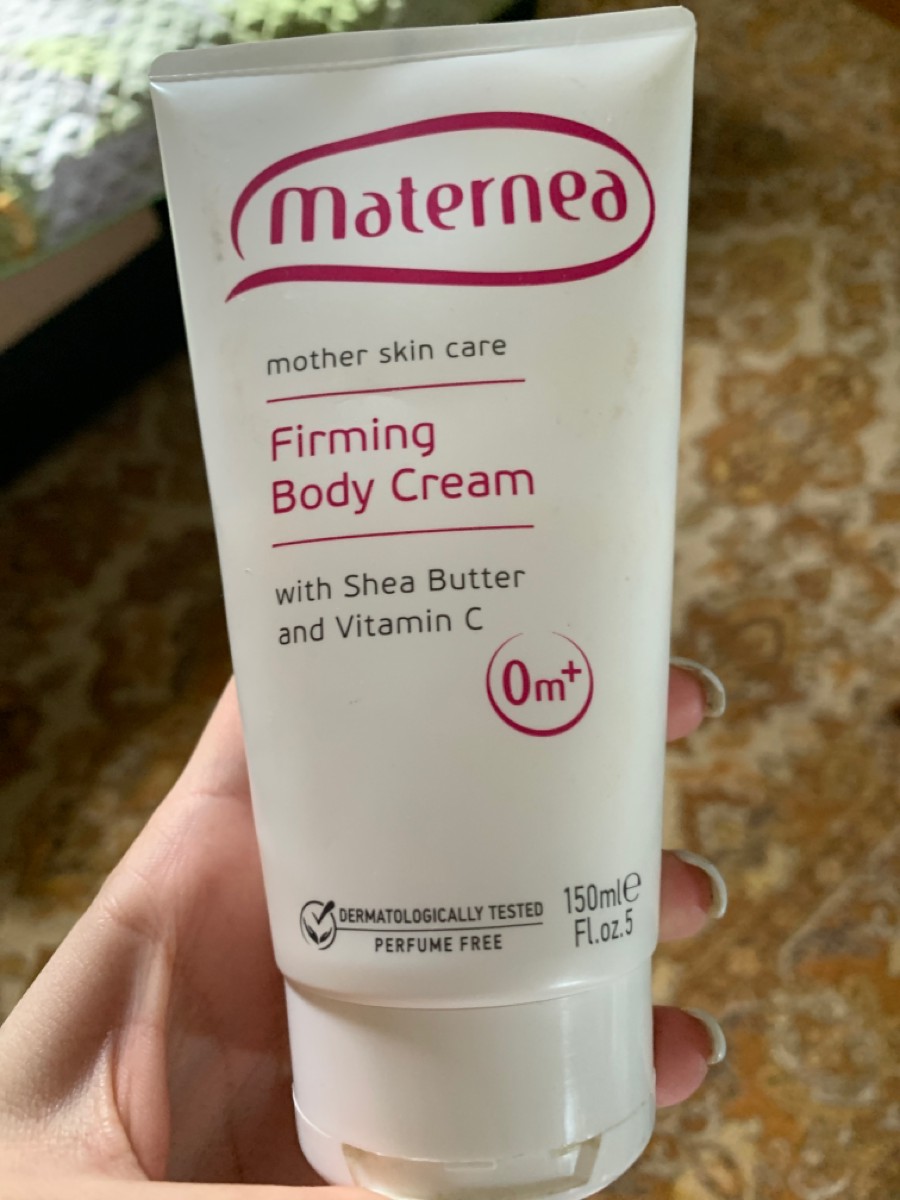 maternea
mother skin care
Firming
Body Cream
with Shea Butter
and Vitamin C
0m+
DERMATOLOGICALLY TESTED
PERFUME FREE
150ml℮
Fl.oz.5